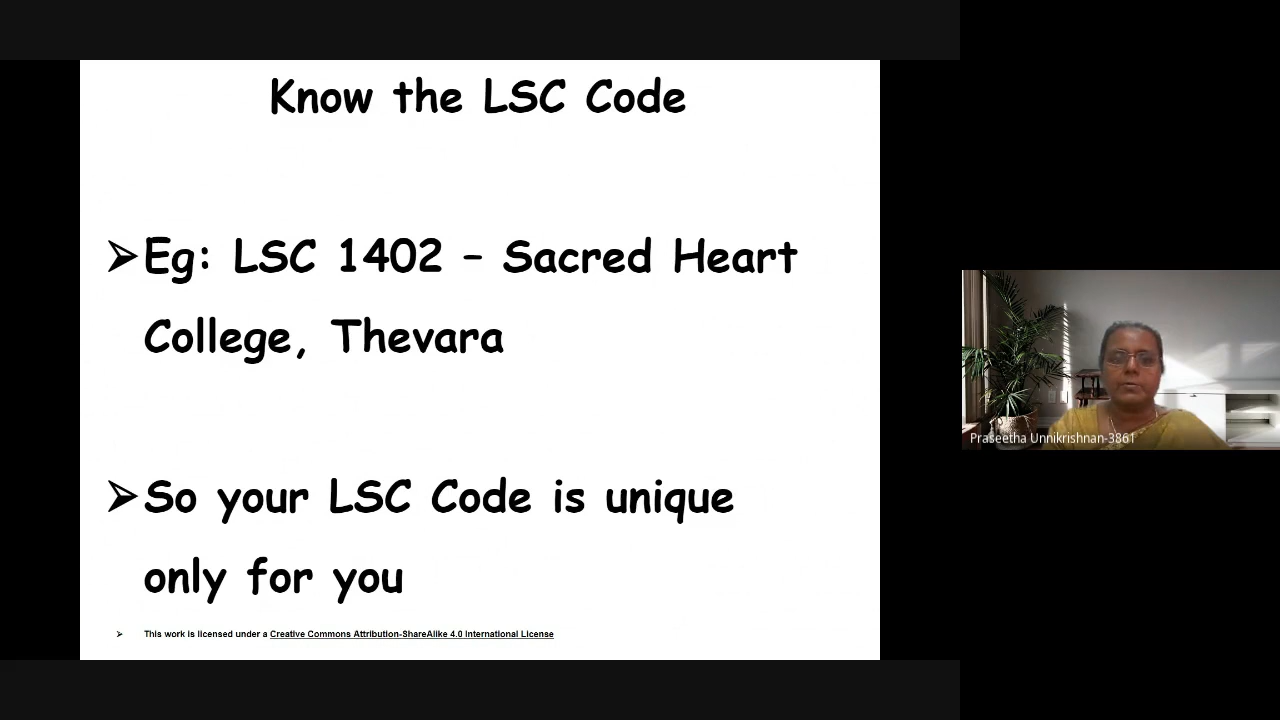 Know the LSC Code
➢Eg: LSC 1402 – Sacred Heart
College, Thevara
➢So your LSC Code is unique
only for you
➢ This work is licensed under a Creative Commons Attribution-ShareAlike 4.0 International License
Praseetha Unnikrishnan-3861